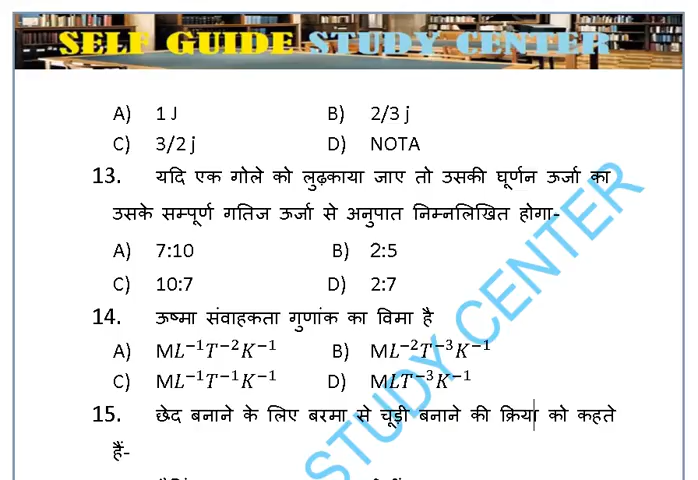 SELF GUIDE STUDY CENTER
A) 1 J B) 2/3 j
C) 3/2 j D) NOTA
13. यदि एक गोले को लुढ़काया जाए तो उसकी घूर्णन ऊर्जा का
उसके सम्पूर्ण गतिज ऊर्जा से अनुपात निम्नलिखित होगा-
A) 7:10 B) 2:5
C) 10:7 D) 2:7
14. ऊष्मा संवाहकता गुणांक का विमा है
A) ML⁻¹T⁻²K⁻¹ B) ML⁻²T⁻³K⁻¹
C) ML⁻¹T⁻¹K⁻¹ D) MLT⁻³K⁻¹
15. छेद बनाने के लिए बरमा से चूड़ी बनाने की क्रिया को कहते
हैं-
STUDY CENTER